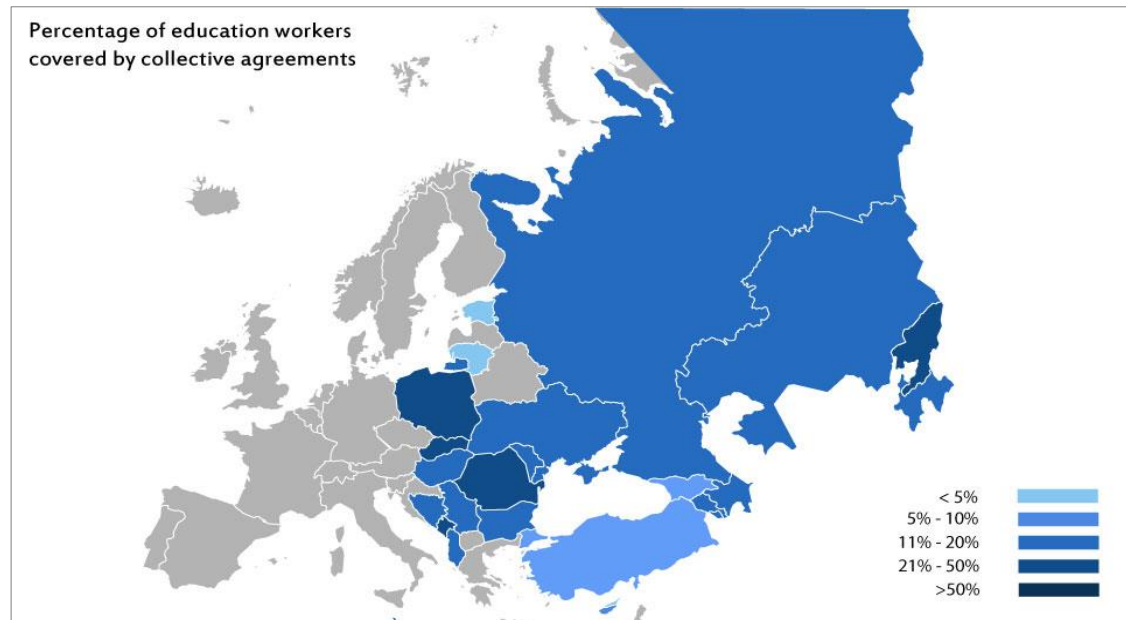 Percentage of education workers
covered by collective agreements
< 5%
5% - 10%
11% - 20%
21% - 50%
>50%